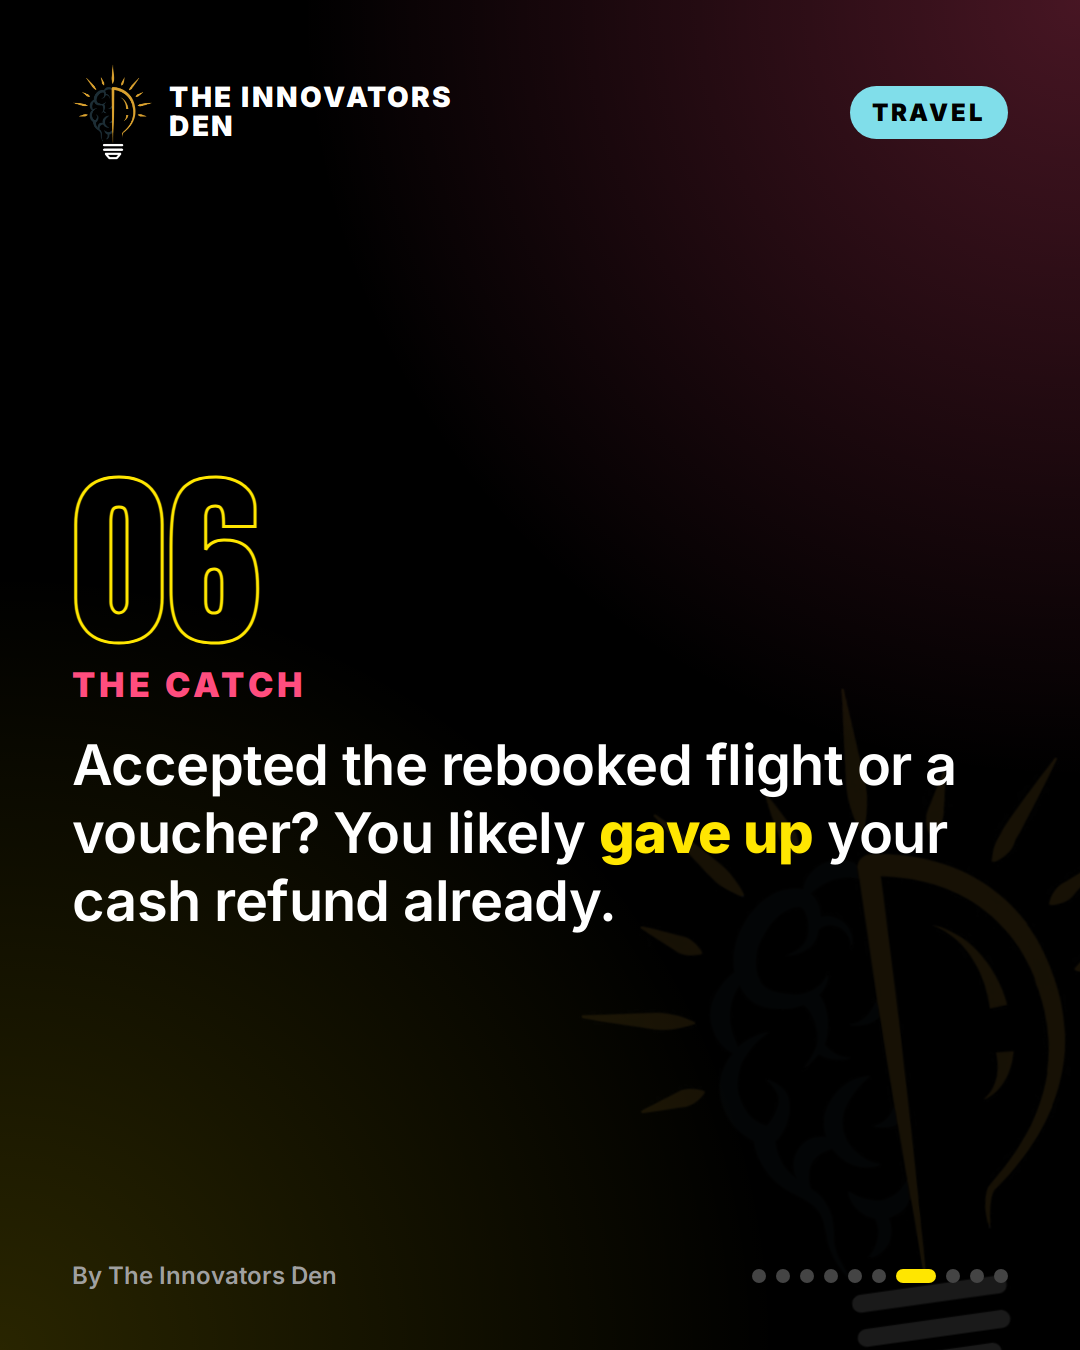 THE INNOVATORS
DEN
TRAVEL
06
THE CATCH
Accepted the rebooked flight or a
voucher? You likely gave up your
cash refund already.
By The Innovators Den